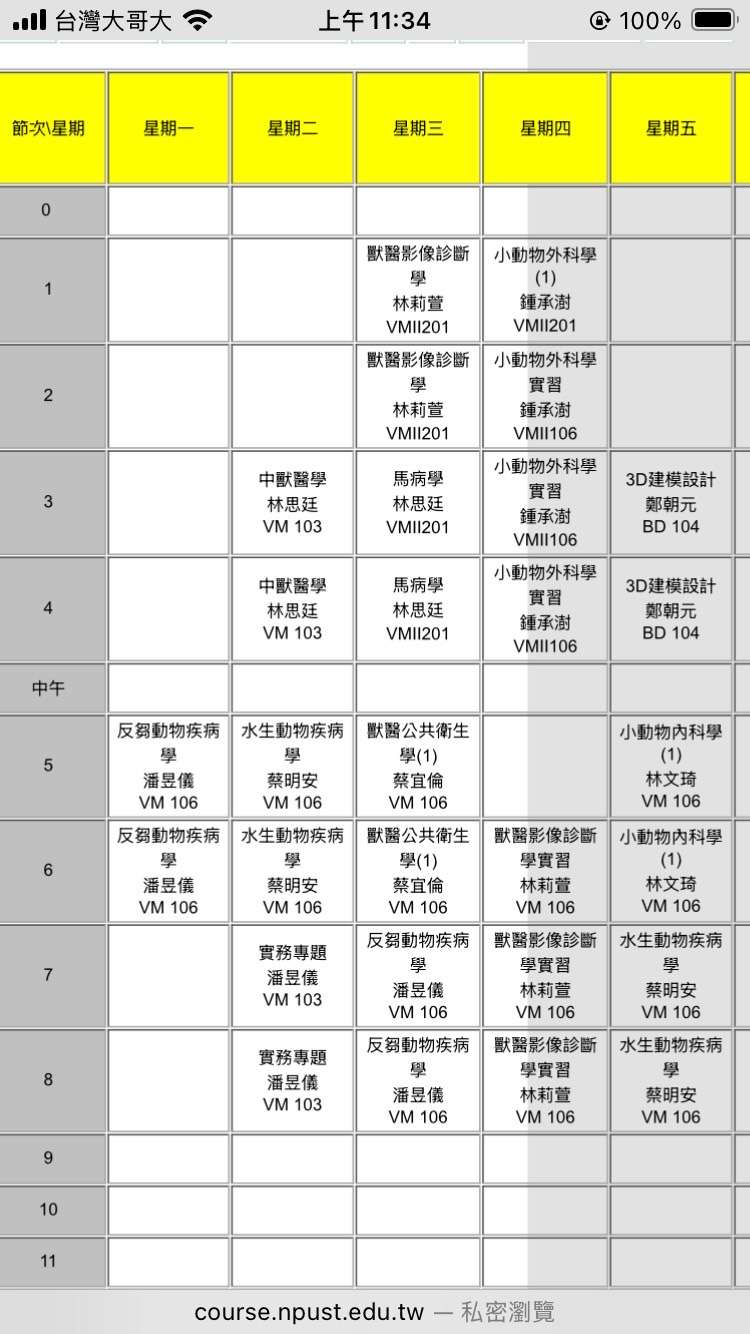 台灣大哥大 上午11:34 100%
節次\星期 星期一 星期二 星期三 星期四 星期五
0
1
獸醫影像診斷
學
林莉萱
VMII201
小動物外科學
(1)
鍾承澍
VMII201
2
獸醫影像診斷
學
林莉萱
VMII201
小動物外科學
實習
鍾承澍
VMII106
3
中獸醫學
林思廷
VM 103
馬病學
林思廷
VMII201
小動物外科學
實習
鍾承澍
VMII106
3D建模設計
鄭朝元
BD 104
4
中獸醫學
林思廷
VM 103
馬病學
林思廷
VMII201
小動物外科學
實習
鍾承澍
VMII106
3D建模設計
鄭朝元
BD 104
中午
5
反芻動物疾病
學
潘昱儀
VM 106
水生動物疾病
學
蔡明安
VM 106
獸醫公共衛生
學(1)
蔡宜倫
VM 106
小動物內科學
(1)
林文琦
VM 106
6
反芻動物疾病
學
潘昱儀
VM 106
水生動物疾病
學
蔡明安
VM 106
獸醫公共衛生
學(1)
蔡宜倫
VM 106
獸醫影像診斷
學實習
林莉萱
VM 106
小動物內科學
(1)
林文琦
VM 106
7
實務專題
潘昱儀
VM 103
反芻動物疾病
學
潘昱儀
VM 106
獸醫影像診斷
學實習
林莉萱
VM 106
水生動物疾病
學
蔡明安
VM 106
8
實務專題
潘昱儀
VM 103
反芻動物疾病
學
潘昱儀
VM 106
獸醫影像診斷
學實習
林莉萱
VM 106
水生動物疾病
學
蔡明安
VM 106
9
10
11
course.npust.edu.tw — 私密瀏覽